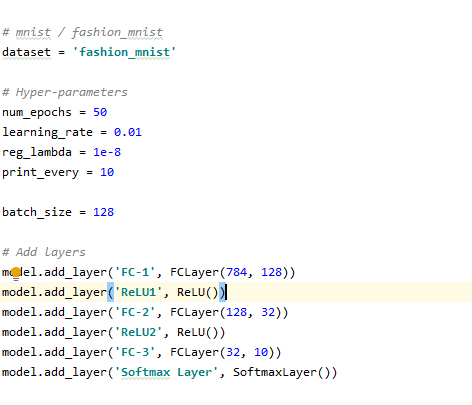 # mnist / fashion_mnist
dataset = 'fashion_mnist'
# Hyper-parameters
num_epochs = 50
learning_rate = 0.01
reg_lambda = 1e-8
print_every = 10
batch_size = 128
# Add layers
model.add_layer('FC-1', FCLayer(784, 128))
model.add_layer('ReLU1', ReLU())
model.add_layer('FC-2', FCLayer(128, 32))
model.add_layer('ReLU2', ReLU())
model.add_layer('FC-3', FCLayer(32, 10))
model.add_layer('Softmax Layer', SoftmaxLayer())